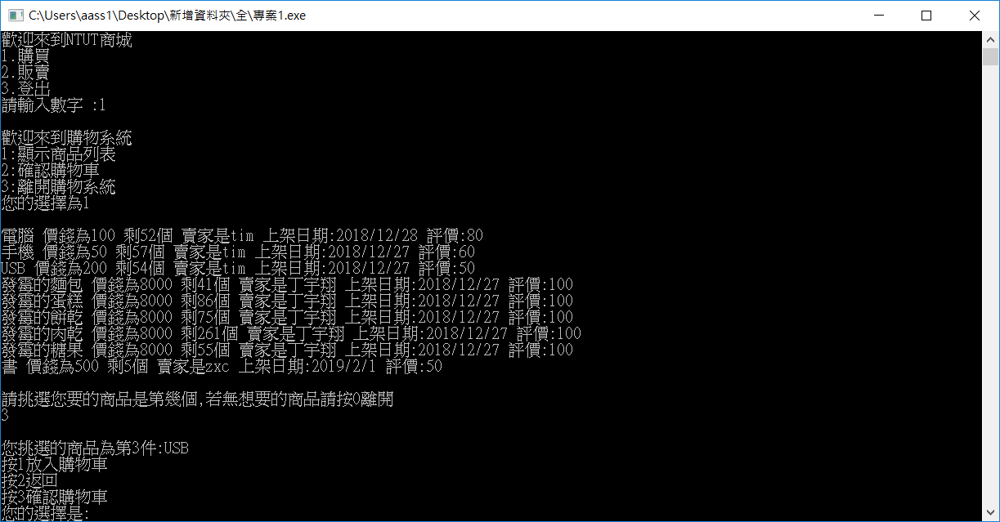 C:\Users\aass1\Desktop\新增資料夾\全\專案1.exe
歡迎來到NTUT商城
1.購買
2.販賣
3.登出
請輸入數字 :1
歡迎來到購物系統
1:顯示商品列表
2:確認購物車
3:離開購物系統
您的選擇為1
電腦 價錢為100 剩52個 賣家是tim 上架日期:2018/12/28 評價:80
手機 價錢為50 剩57個 賣家是tim 上架日期:2018/12/27 評價:60
USB 價錢為200 剩54個 賣家是tim 上架日期:2018/12/27 評價:50
發霉的麵包 價錢為8000 剩41個 賣家是丁宇翔 上架日期:2018/12/27 評價:100
發霉的蛋糕 價錢為8000 剩86個 賣家是丁宇翔 上架日期:2018/12/27 評價:100
發霉的餅乾 價錢為8000 剩75個 賣家是丁宇翔 上架日期:2018/12/27 評價:100
發霉的肉乾 價錢為8000 剩261個 賣家是丁宇翔 上架日期:2018/12/27 評價:100
發霉的糖果 價錢為8000 剩55個 賣家是丁宇翔 上架日期:2018/12/27 評價:100
書 價錢為500 剩5個 賣家是zxc 上架日期:2019/2/1 評價:50
請挑選您要的商品是第幾個,若無想要的商品請按0離開
3
您挑選的商品為第3件:USB
按1放入購物車
按2返回
按3確認購物車
您的選擇是: